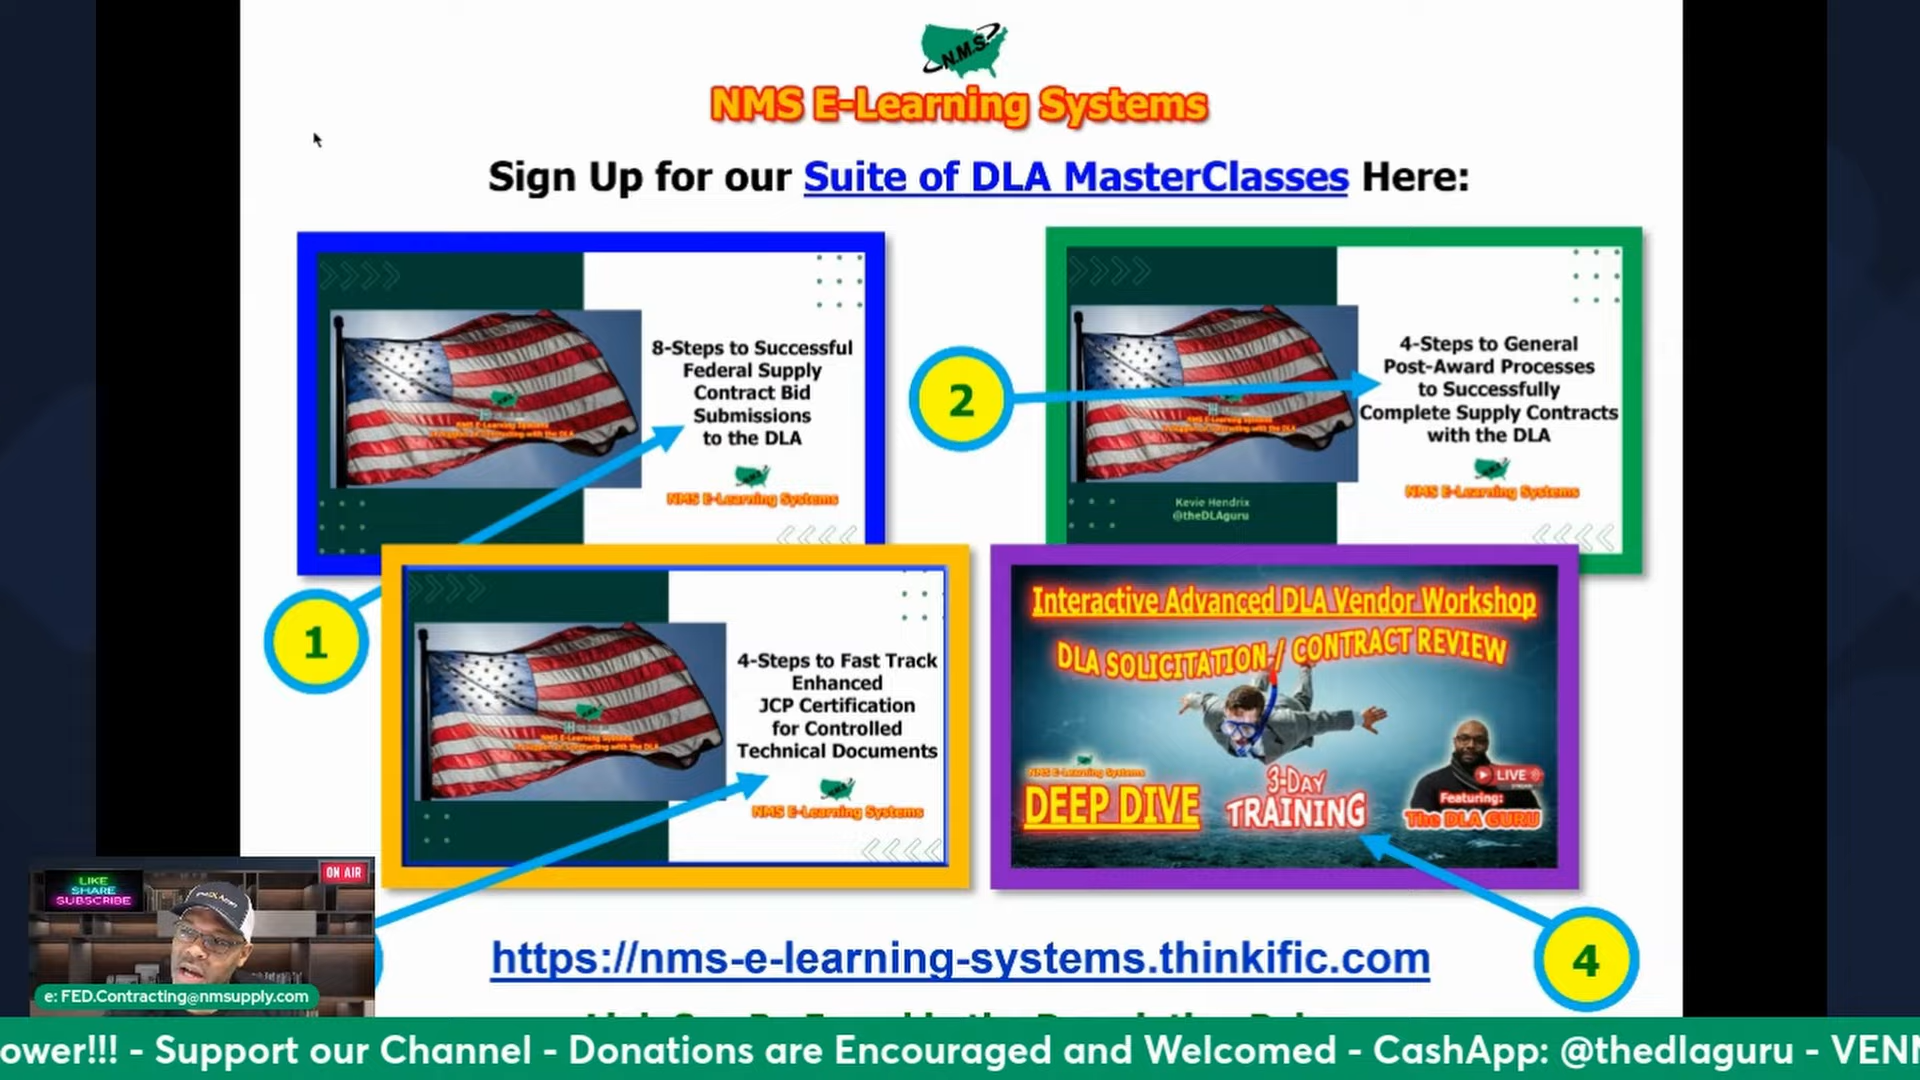 N.M.S.
NMS E-Learning Systems
Sign Up for our Suite of DLA MasterClasses Here:
8-Steps to Successful
Federal Supply
Contract Bid
Submissions
to the DLA
NMS E-Learning Systems
1
2
4-Steps to General
Post-Award Processes
to Successfully
Complete Supply Contracts
with the DLA
NMS E-Learning Systems
Kevie Hendrix
@theDLAguru
4-Steps to Fast Track
Enhanced
JCP Certification
for Controlled
Technical Documents
NMS E-Learning Systems
Interactive Advanced DLA Vendor Workshop
DLA SOLICITATION / CONTRACT REVIEW
NMS E-Learning Systems
DEEP DIVE
3-DAY
TRAINING
LIVE
STREAM
Featuring:
The DLA GURU
4
https://nms-e-learning-systems.thinkific.com
LIKE
SHARE
SUBSCRIBE
ON AIR
e: FED.Contracting@nmsupply.com
ower!!! - Support our Channel - Donations are Encouraged and Welcomed - CashApp: @thedlaguru - VEN